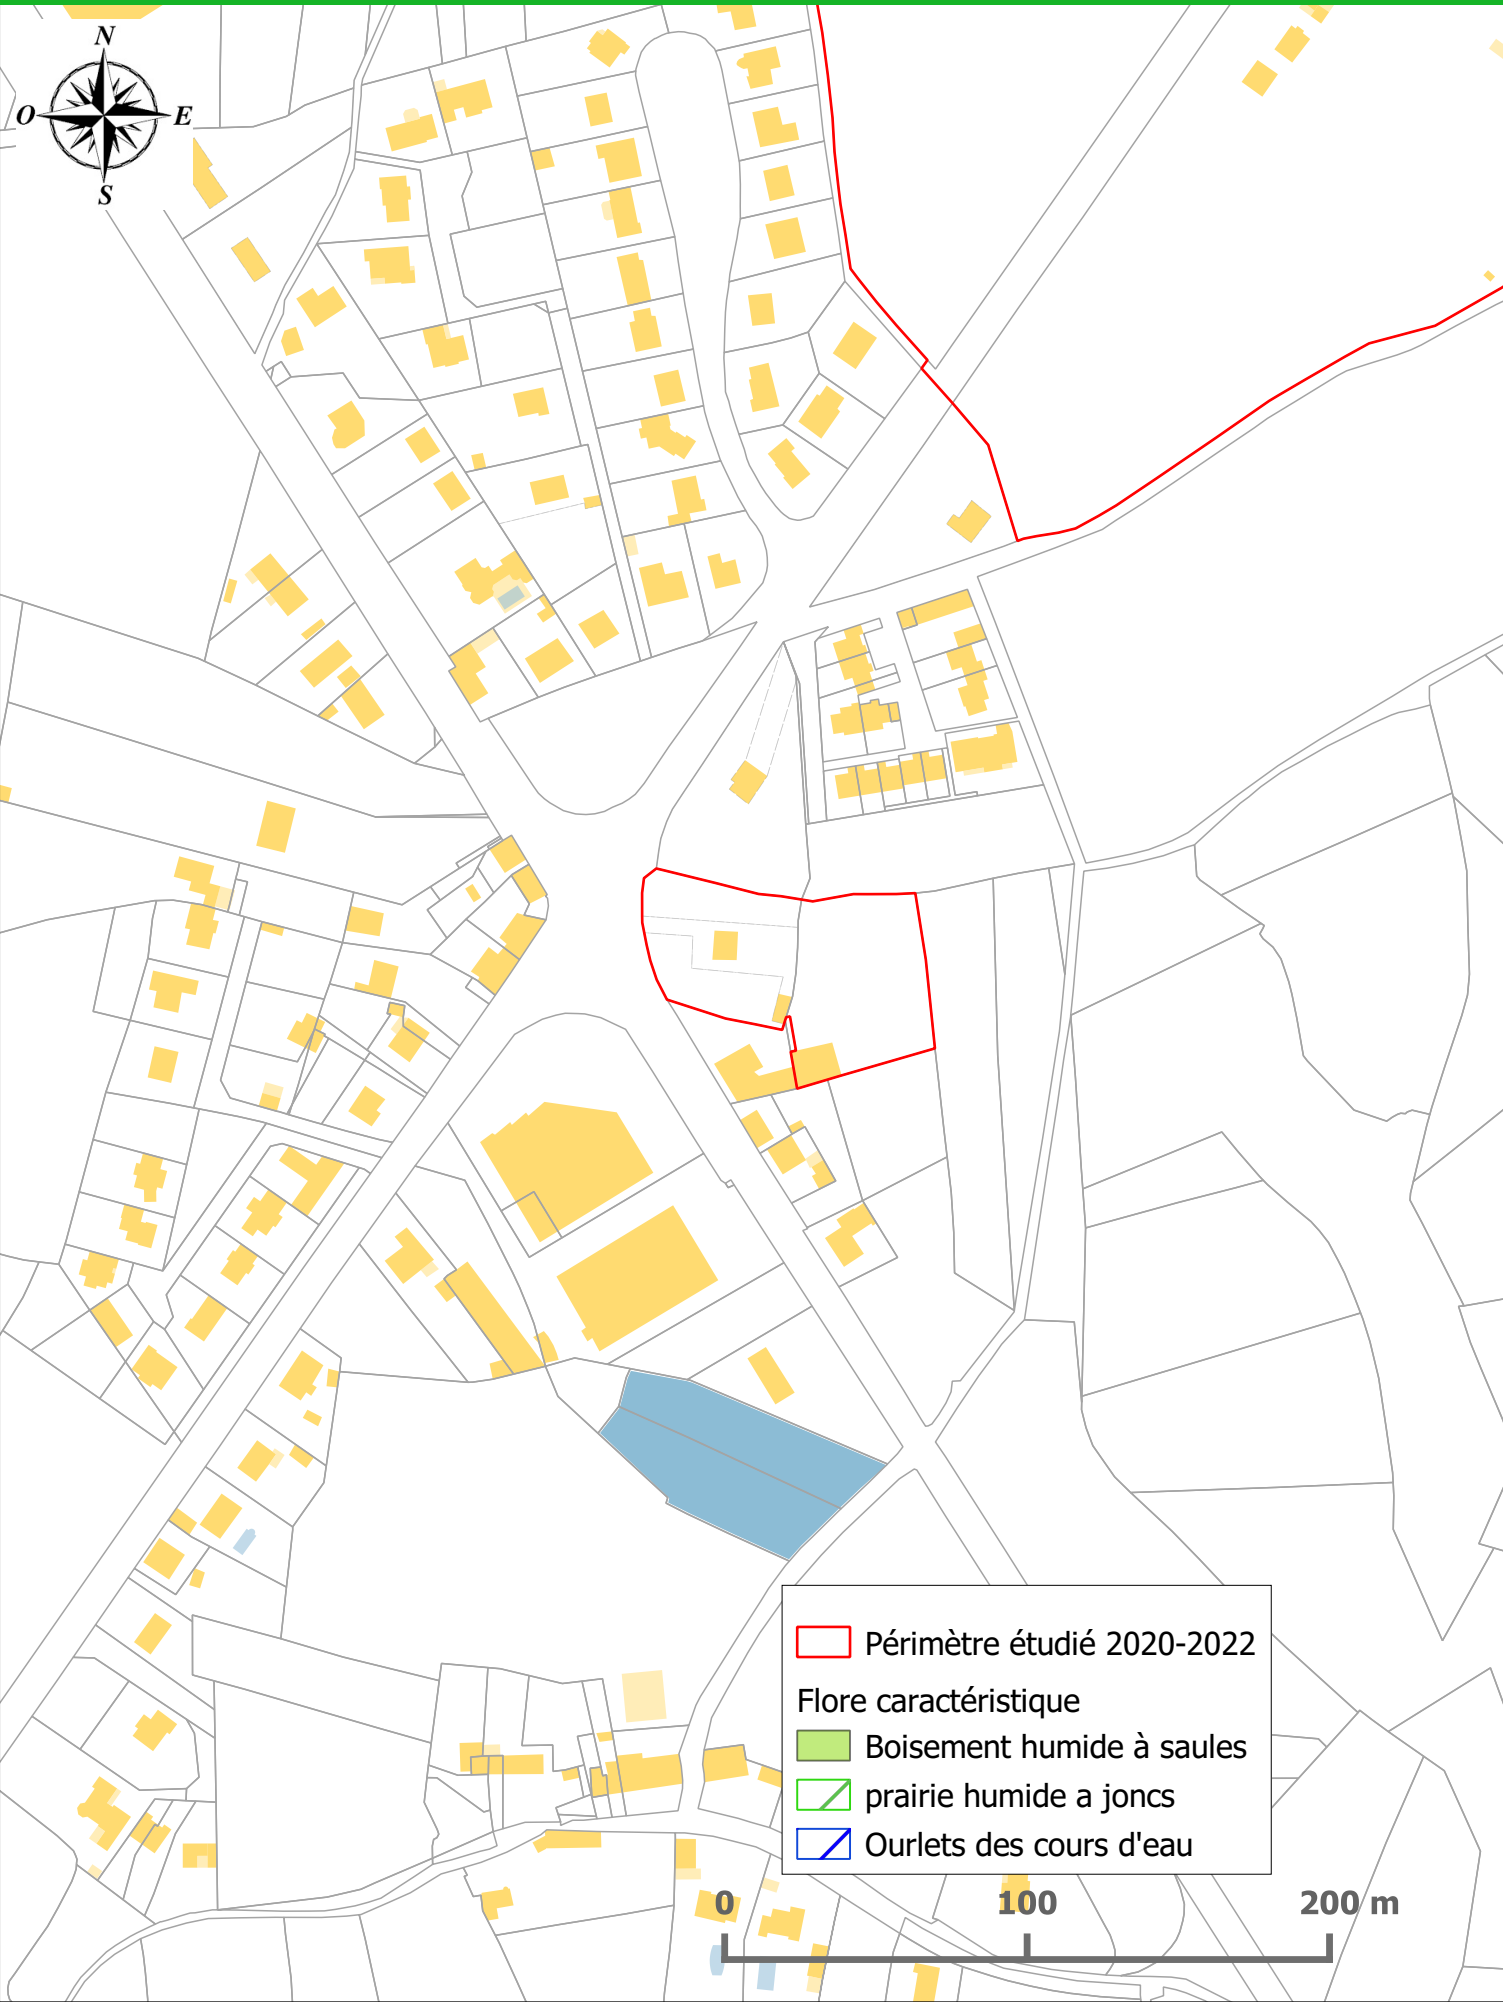 N
O E
S
Périmètre étudié 2020-2022
Flore caractéristique
Boisement humide à saules
prairie humide a joncs
Ourlets des cours d'eau
0 100 200 m